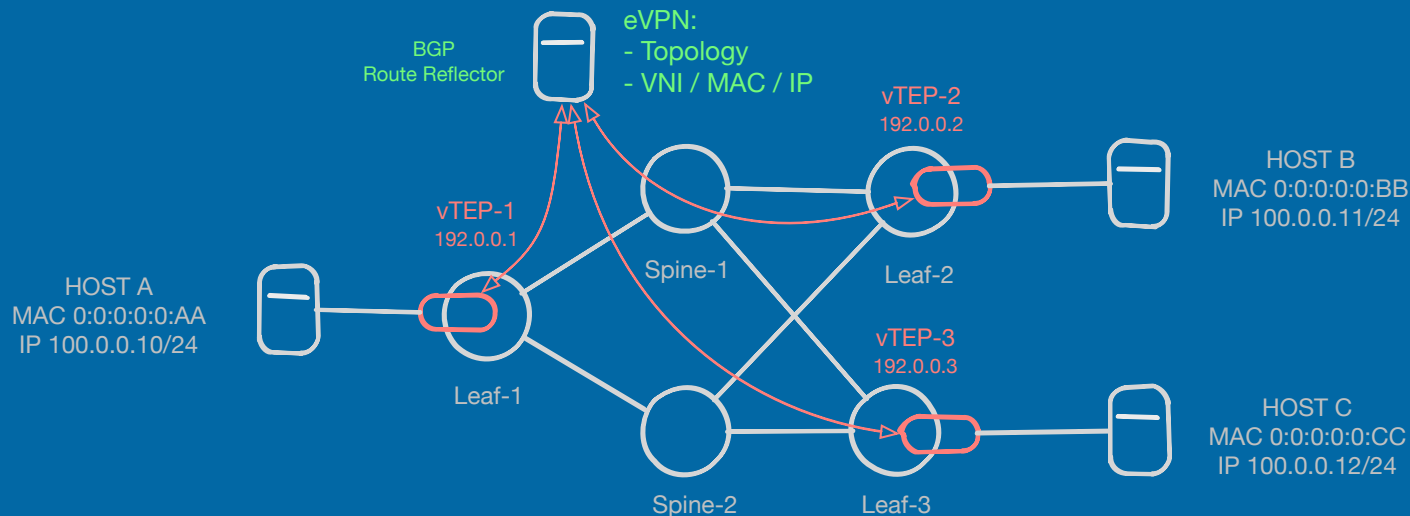 BGP
Route Reflector
eVPN:
- Topology
- VNI / MAC / IP
vTEP-2
192.0.0.2
HOST B
MAC 0:0:0:0:0:BB
IP 100.0.0.11/24
vTEP-1
192.0.0.1
Spine-1
Leaf-2
HOST A
MAC 0:0:0:0:0:AA
IP 100.0.0.10/24
vTEP-3
192.0.0.3
Leaf-1
HOST C
MAC 0:0:0:0:0:CC
IP 100.0.0.12/24
Spine-2
Leaf-3